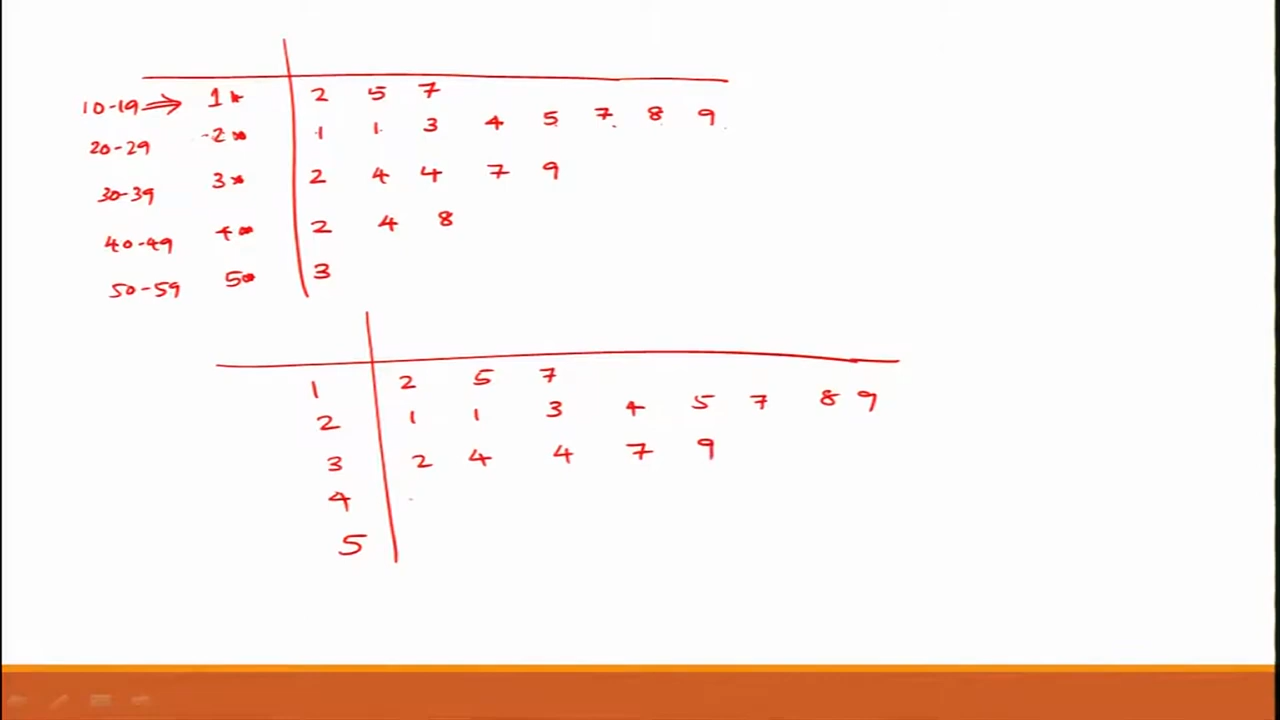 10-19 ⇒ 1* 2 5 7
20-29 2* 1 1 3 4 5 7 8 9
30-39 3* 2 4 4 7 9
40-49 4* 2 4 8
50-59 5* 3
1 2 5 7
2 1 1 3 4 5 7 8 9
3 2 4 4 7 9
4
5